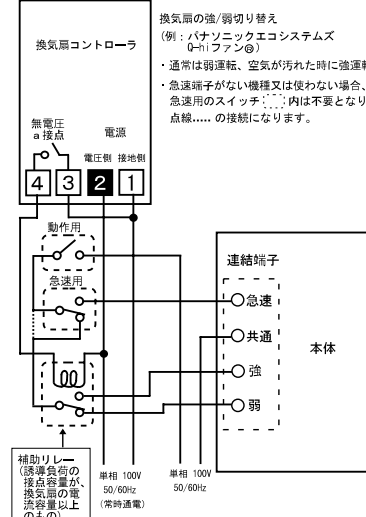 換気扇の強/弱切り替え
(例：パナソニックエコシステムズ
Q-hiファン®)
・通常は弱運転、空気が汚れた時に強運転
・急速端子がない機種又は使わない場合、
急速用のスイッチ 内は不要となり
点線..... の接続になります。
換気扇コントローラ
無電圧
a 接点
電源
電圧側 接地側
4 3 2 1
動作用
急速用
連結端子
急速
共通
強
弱
本体
補助リレー
(誘導負荷の
接点容量が、
換気扇の電
流容量以上
のもの)
単相 100V
50/60Hz
(常時通電)
単相 100V
50/60Hz